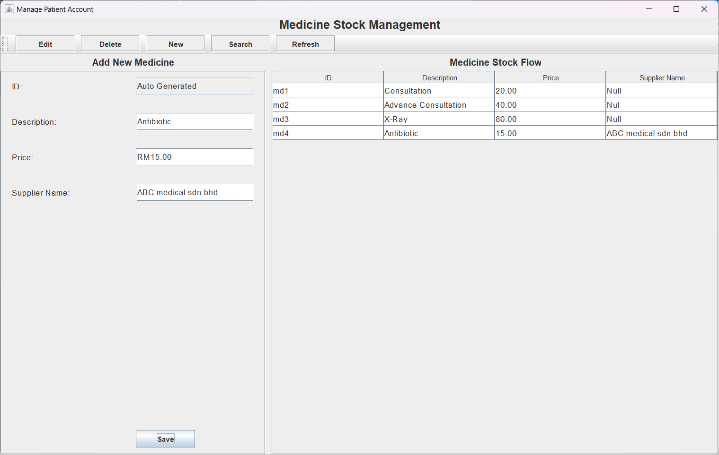 Manage Patient Account
Medicine Stock Management
Edit Delete New Search Refresh
Add New Medicine
ID: Auto Generated
Description: Antibiotic
Price: RM15.00
Supplier Name: ABC medical sdn bhd
Save
Medicine Stock Flow
ID Description Price Supplier Name
md1 Consultation 20.00 Null
md2 Advance Consultation 40.00 Nul
md3 X-Ray 80.00 Null
md4 Antibiotic 15.00 ABC medical sdn bhd